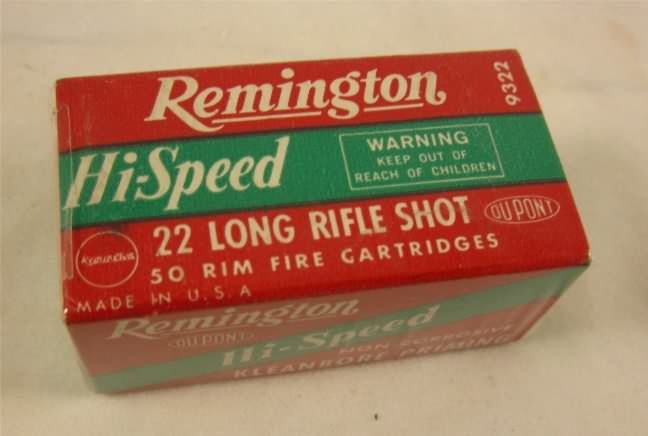 Remington
9322
Hi-Speed
WARNING
KEEP OUT OF
REACH OF CHILDREN
22 LONG RIFLE SHOT
DU PONT
Remington
50 RIM FIRE CARTRIDGES
MADE IN U.S.A
Remington
DU PONT
Hi-Speed
NON CORROSIVE
KLEANBORE PRIMING